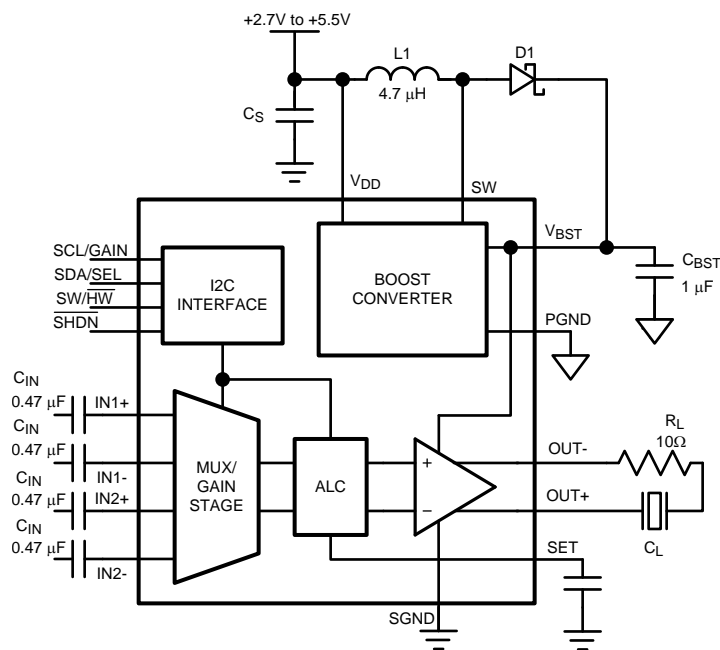 +2.7V to +5.5V
L1
D1
4.7 µH
CS
VDD
SW
VBST
CBST
1 µF
SCL/GAIN
SDA/SEL
SW/HW
SHDN
I2C
INTERFACE
BOOST
CONVERTER
PGND
CIN
0.47 µF
IN1+
CIN
0.47 µF
IN1-
CIN
0.47 µF
IN2+
CIN
0.47 µF
IN2-
MUX/
GAIN
STAGE
ALC
+
−
OUT-
OUT+
RL
10Ω
CL
SET
SGND